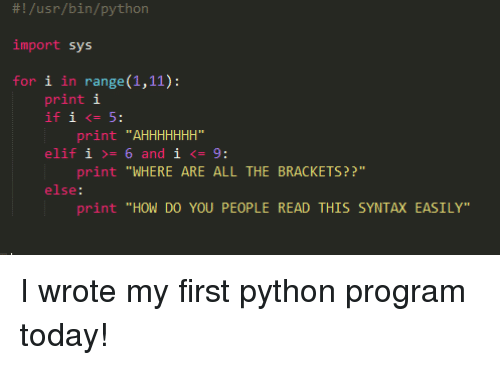 #!/usr/bin/python
import sys
for i in range(1,11):
print i
if i <= 5:
print "AHHHHHHH"
elif i >= 6 and i <= 9:
print "WHERE ARE ALL THE BRACKETS??"
else:
print "HOW DO YOU PEOPLE READ THIS SYNTAX EASILY"
I wrote my first python program
today!